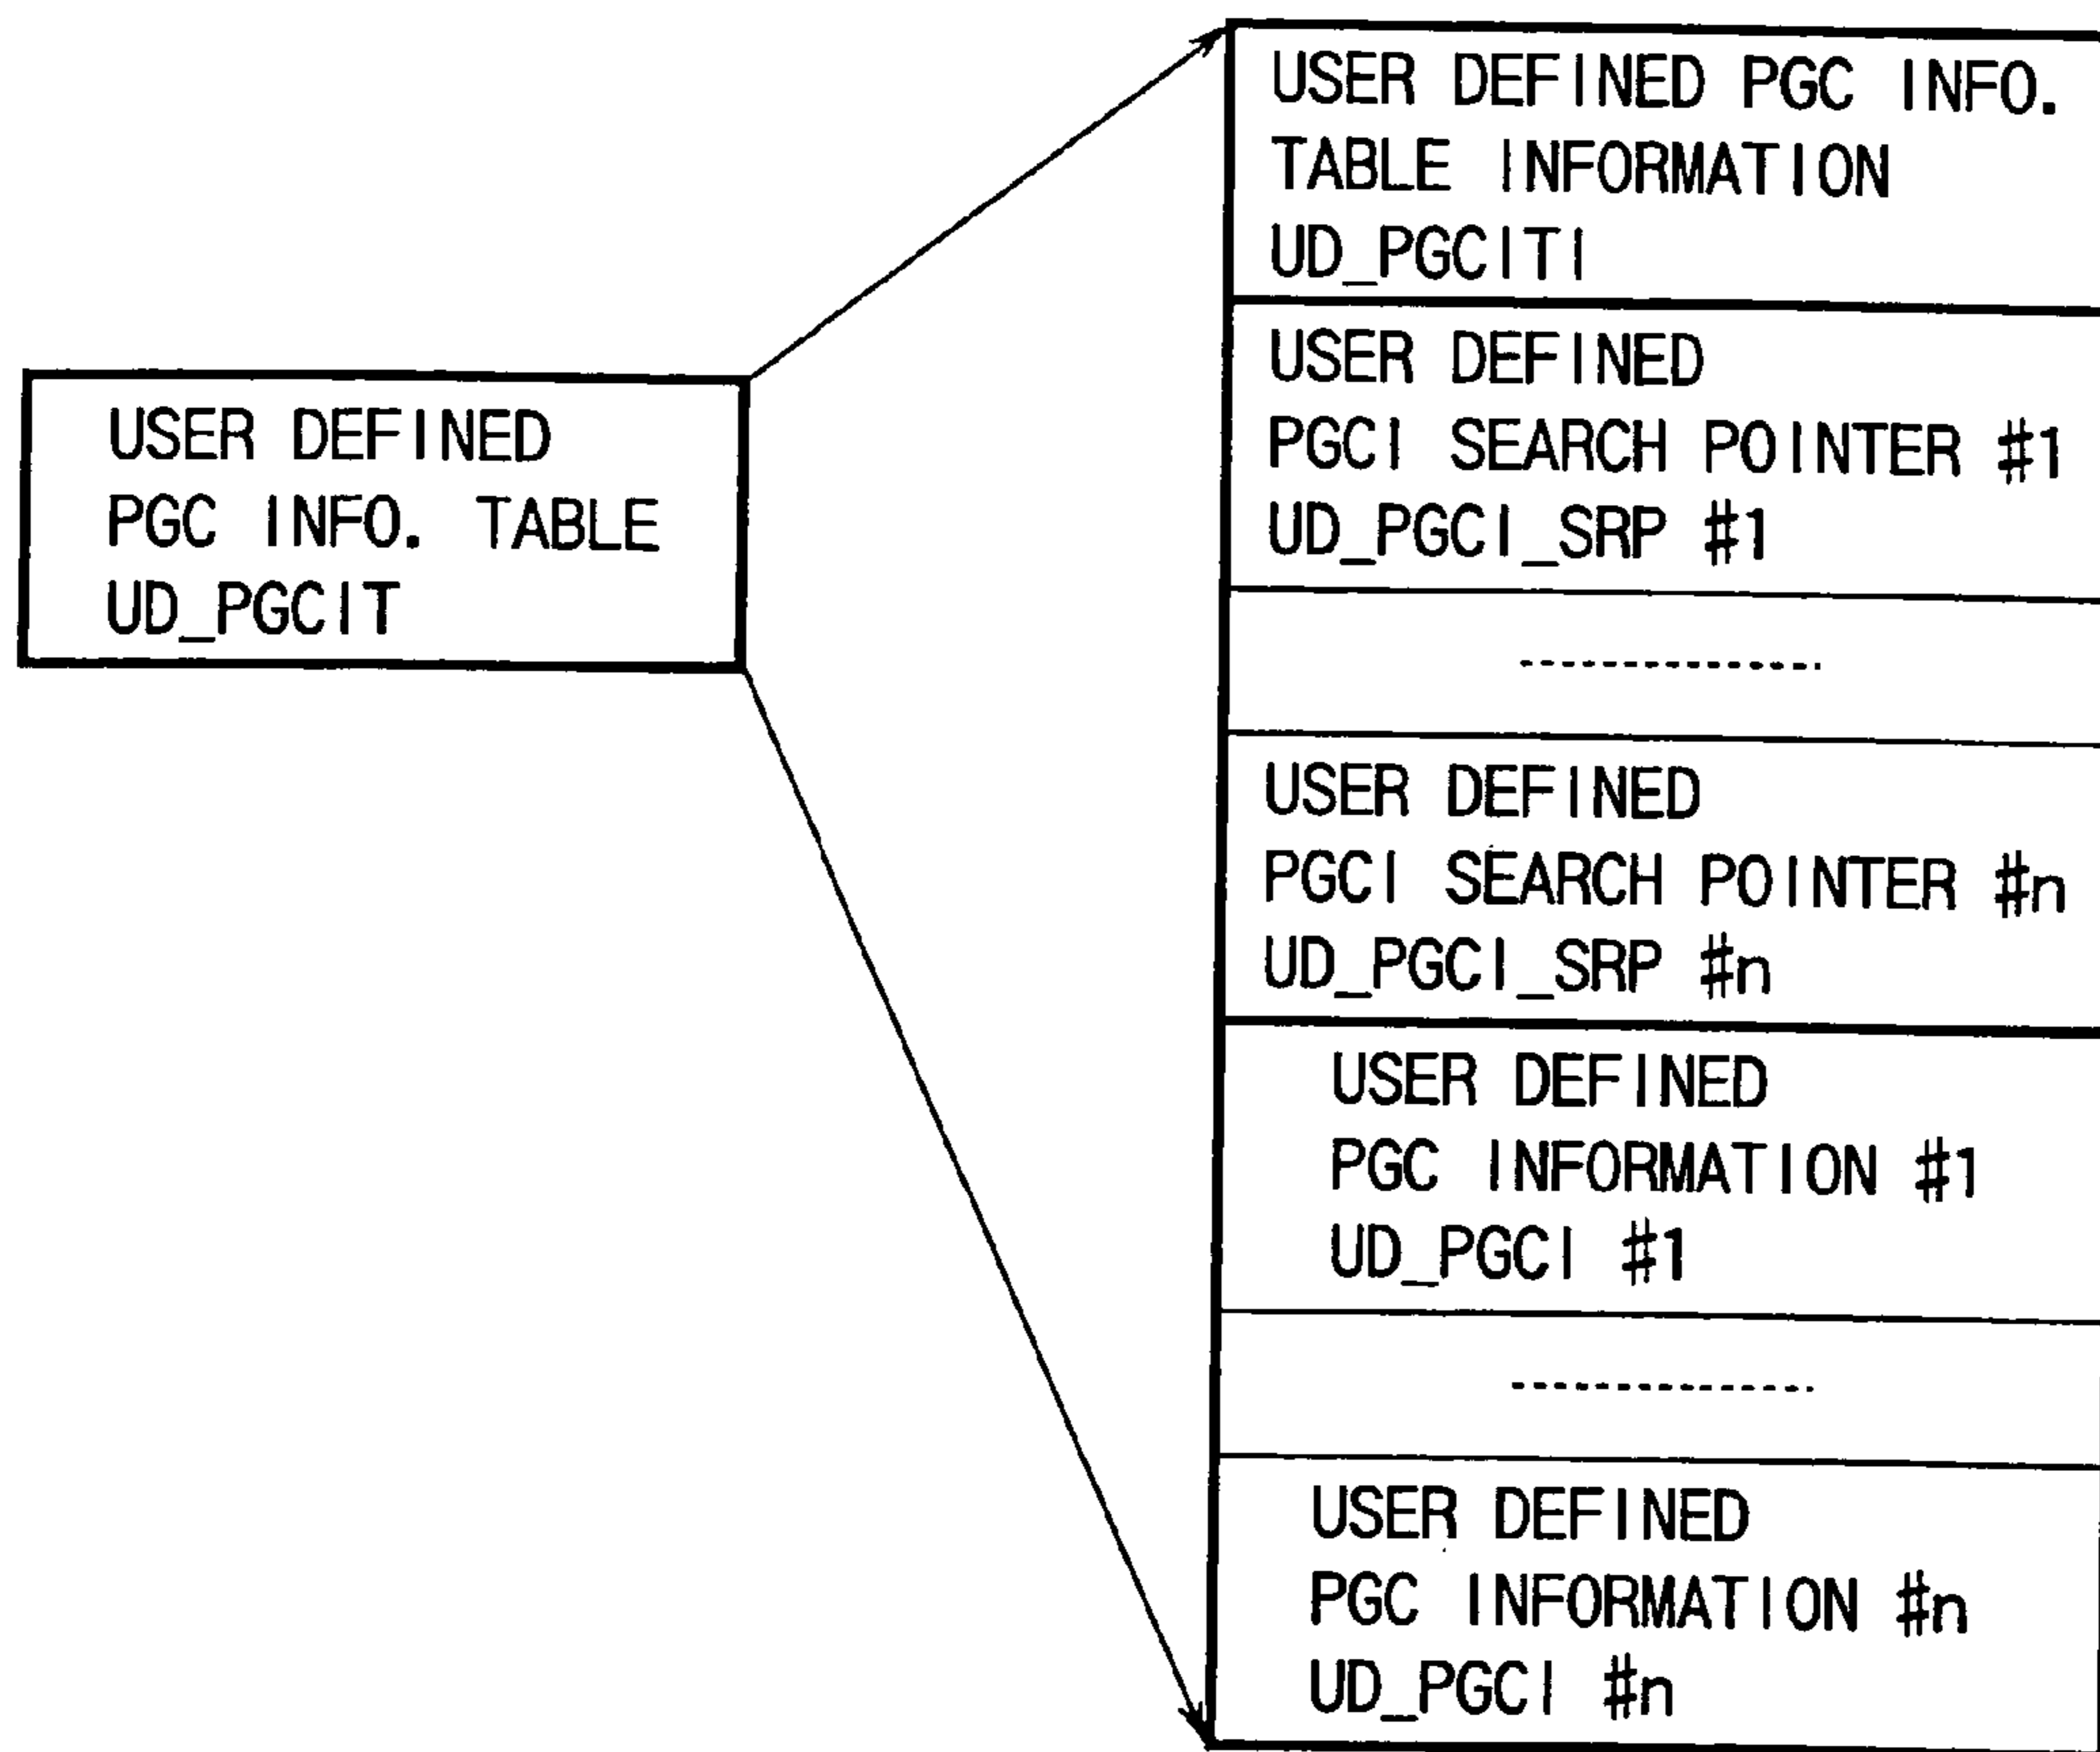 USER DEFINED
PGC INFO. TABLE
UD_PGCIT
USER DEFINED PGC INFO.
TABLE INFORMATION
UD_PGCITI
USER DEFINED
PGCI SEARCH POINTER #1
UD_PGCI_SRP #1
USER DEFINED
PGCI SEARCH POINTER #n
UD_PGCI_SRP #n
USER DEFINED
PGC INFORMATION #1
UD_PGCI #1
USER DEFINED
PGC INFORMATION #n
UD_PGCI #n